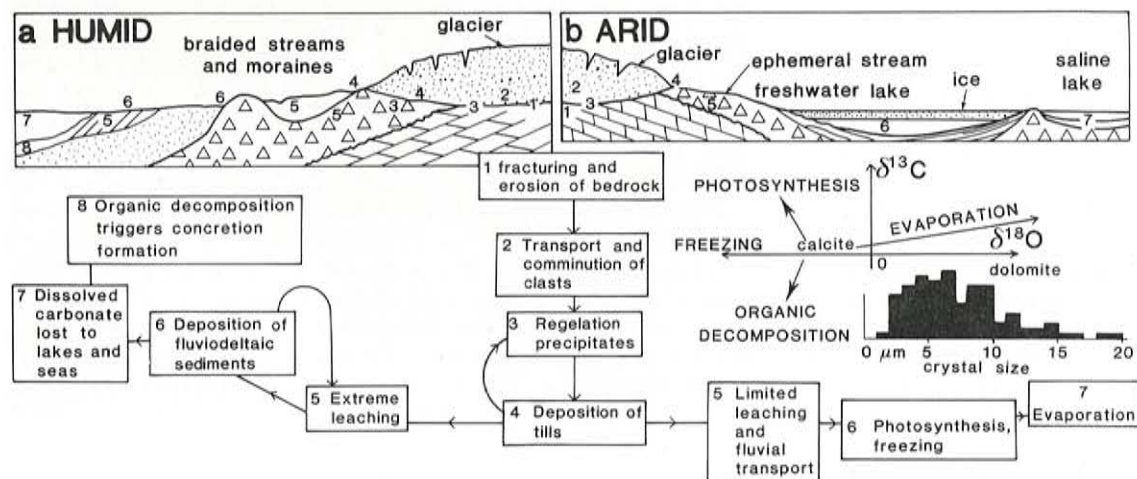 a HUMID
braided streams
and moraines
glacier
4
6
6
5
4
3
2
1
3
5
7
5
8
b ARID
glacier
4
ephemeral stream
freshwater lake
ice
saline
lake
2
3
1
5
6
7
1 fracturing and
erosion of bedrock
2 Transport and
comminution of
clasts
3 Regelation
precipitates
4 Deposition of
tills
5 Extreme
leaching
6 Deposition of
fluviodeltaic
sediments
7 Dissolved
carbonate
lost to
lakes and
seas
8 Organic decomposition
triggers concretion
formation
5 Limited
leaching
and
fluvial
transport
6 Photosynthesis,
freezing
7
Evaporation
δ13C
PHOTOSYNTHESIS
EVAPORATION
FREEZING
calcite
δ18O
0
dolomite
ORGANIC
DECOMPOSITION
0 μm 5 10 15 20
crystal size